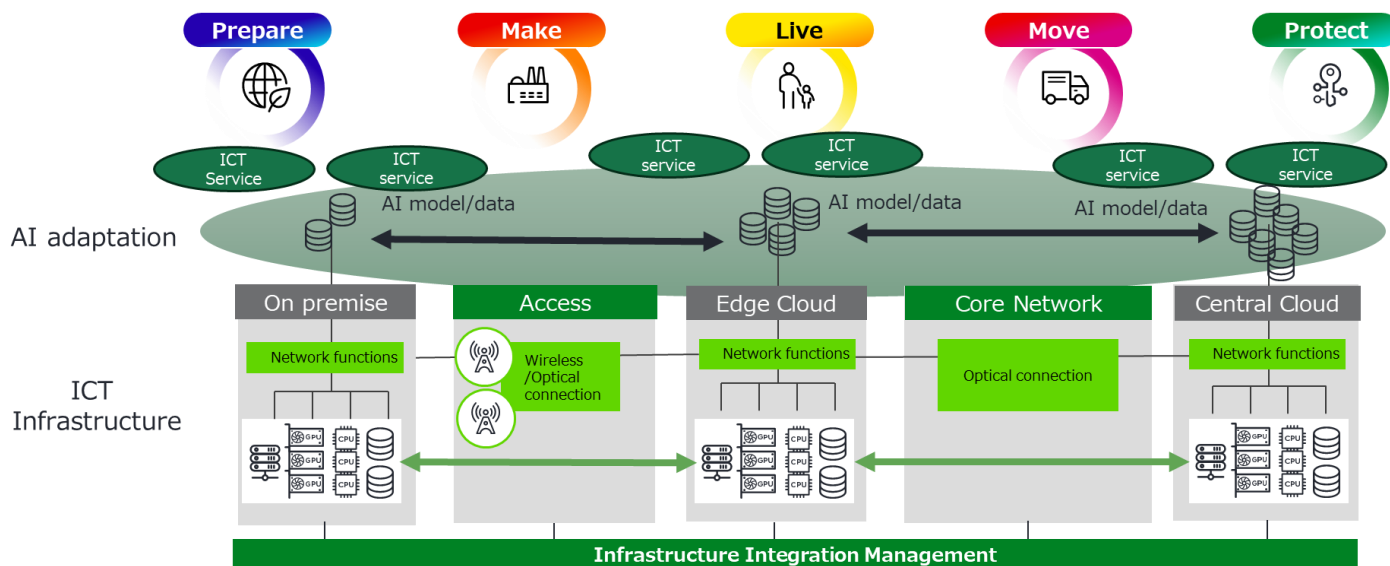 Prepare
Make
Live
Move
Protect
ICT
Service
ICT
service
ICT
service
ICT
service
ICT
service
ICT
service
AI adaptation
AI model/data
AI model/data
AI model/data
On premise
Access
Edge Cloud
Core Network
Central Cloud
ICT
Infrastructure
Network functions
Wireless
/Optical
connection
Network functions
Optical connection
Network functions
GPU
GPU
GPU
CPU
CPU
CPU
GPU
GPU
GPU
CPU
CPU
CPU
GPU
GPU
GPU
CPU
CPU
CPU
Infrastructure Integration Management